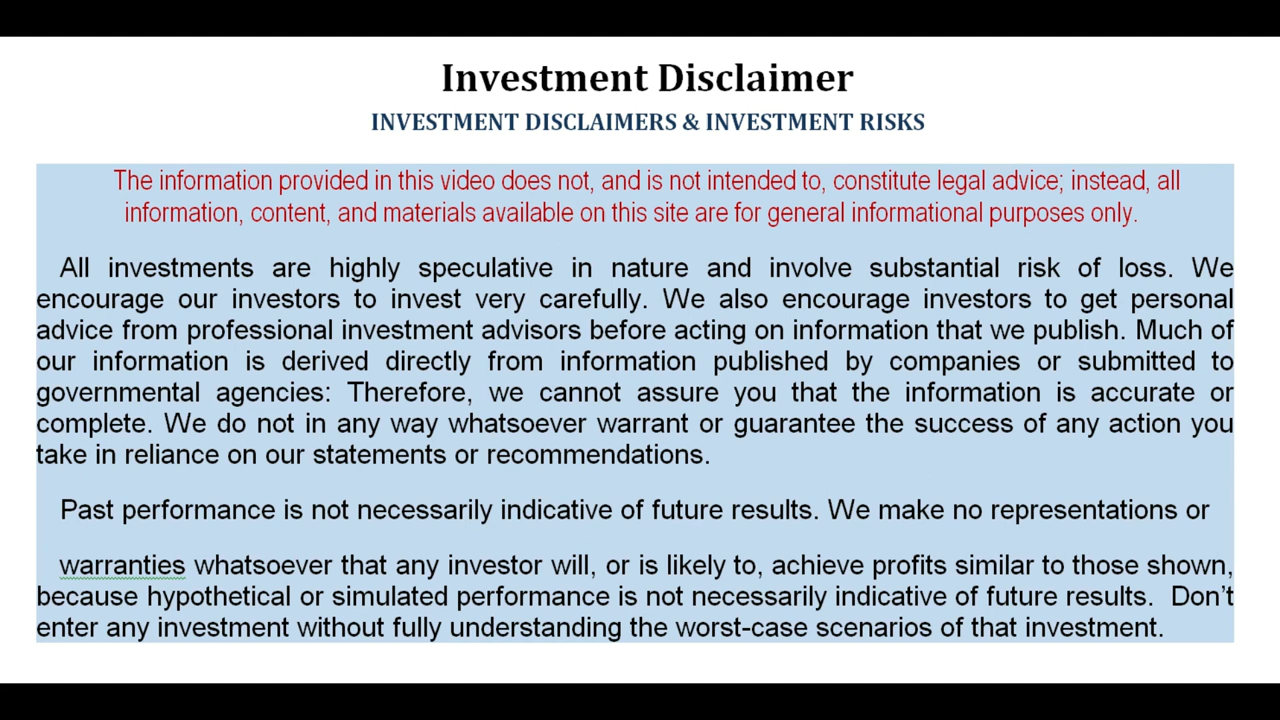 Investment Disclaimer
INVESTMENT DISCLAIMERS & INVESTMENT RISKS
The information provided in this video does not, and is not intended to, constitute legal advice; instead, all
information, content, and materials available on this site are for general informational purposes only.
All investments are highly speculative in nature and involve substantial risk of loss. We
encourage our investors to invest very carefully. We also encourage investors to get personal
advice from professional investment advisors before acting on information that we publish. Much of
our information is derived directly from information published by companies or submitted to
governmental agencies: Therefore, we cannot assure you that the information is accurate or
complete. We do not in any way whatsoever warrant or guarantee the success of any action you
take in reliance on our statements or recommendations.
Past performance is not necessarily indicative of future results. We make no representations or
warranties whatsoever that any investor will, or is likely to, achieve profits similar to those shown,
because hypothetical or simulated performance is not necessarily indicative of future results.  Don’t
enter any investment without fully understanding the worst-case scenarios of that investment.